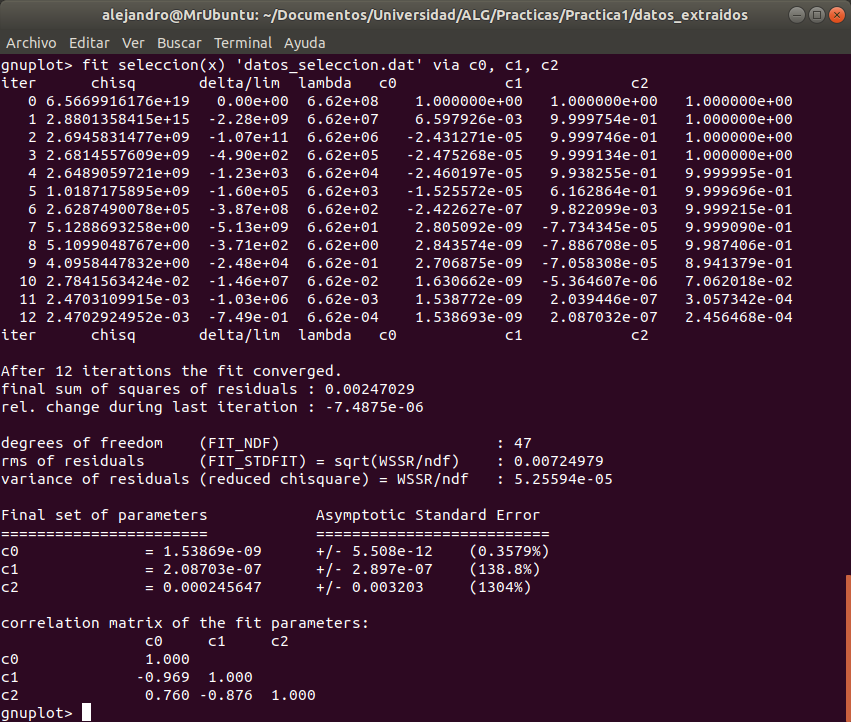 alejandro@MrUbuntu: ~/Documentos/Universidad/ALG/Practicas/Practica1/datos_extraidos
Archivo Editar Ver Buscar Terminal Ayuda
gnuplot> fit seleccion(x) 'datos_seleccion.dat' via c0, c1, c2
iter chisq delta/lim lambda c0 c1 c2
0 6.5669916176e+19 0.00e+00 6.62e+08 1.000000e+00 1.000000e+00 1.000000e+00
1 2.8801358415e+15 -2.28e+09 6.62e+07 6.597926e-03 9.999754e-01 1.000000e+00
2 2.6945831477e+09 -1.07e+11 6.62e+06 -2.431271e-05 9.999746e-01 1.000000e+00
3 2.6814557609e+09 -4.90e+02 6.62e+05 -2.475268e-05 9.999134e-01 1.000000e+00
4 2.6489059721e+09 -1.23e+03 6.62e+04 -2.460197e-05 9.938255e-01 9.999995e-01
5 1.0187175895e+09 -1.60e+05 6.62e+03 -1.525572e-05 6.162864e-01 9.999696e-01
6 2.6287490078e+05 -3.87e+08 6.62e+02 -2.422627e-07 9.822099e-03 9.999215e-01
7 5.1288693258e+00 -5.13e+09 6.62e+01 2.805092e-09 -7.734345e-05 9.999090e-01
8 5.1099048767e+00 -3.71e+02 6.62e+00 2.843574e-09 -7.886708e-05 9.987406e-01
9 4.0958447832e+00 -2.48e+04 6.62e-01 2.706875e-09 -7.058308e-05 8.941379e-01
10 2.7841563424e-02 -1.46e+07 6.62e-02 1.630662e-09 -5.364607e-06 7.062018e-02
11 2.4703109915e-03 -1.03e+06 6.62e-03 1.538772e-09 2.039446e-07 3.057342e-04
12 2.4702924952e-03 -7.49e-01 6.62e-04 1.538693e-09 2.087032e-07 2.456468e-04
iter chisq delta/lim lambda c0 c1 c2
After 12 iterations the fit converged.
final sum of squares of residuals : 0.00247029
rel. change during last iteration : -7.4875e-06
degrees of freedom (FIT_NDF) : 47
rms of residuals (FIT_STDFIT) = sqrt(WSSR/ndf) : 0.00724979
variance of residuals (reduced chisquare) = WSSR/ndf : 5.25594e-05
Final set of parameters Asymptotic Standard Error
======================= ==========================
c0 = 1.53869e-09 +/- 5.508e-12 (0.3579%)
c1 = 2.08703e-07 +/- 2.897e-07 (138.8%)
c2 = 0.000245647 +/- 0.003203 (1304%)
correlation matrix of the fit parameters:
c0 c1 c2
c0 1.000
c1 -0.969 1.000
c2 0.760 -0.876 1.000
gnuplot>